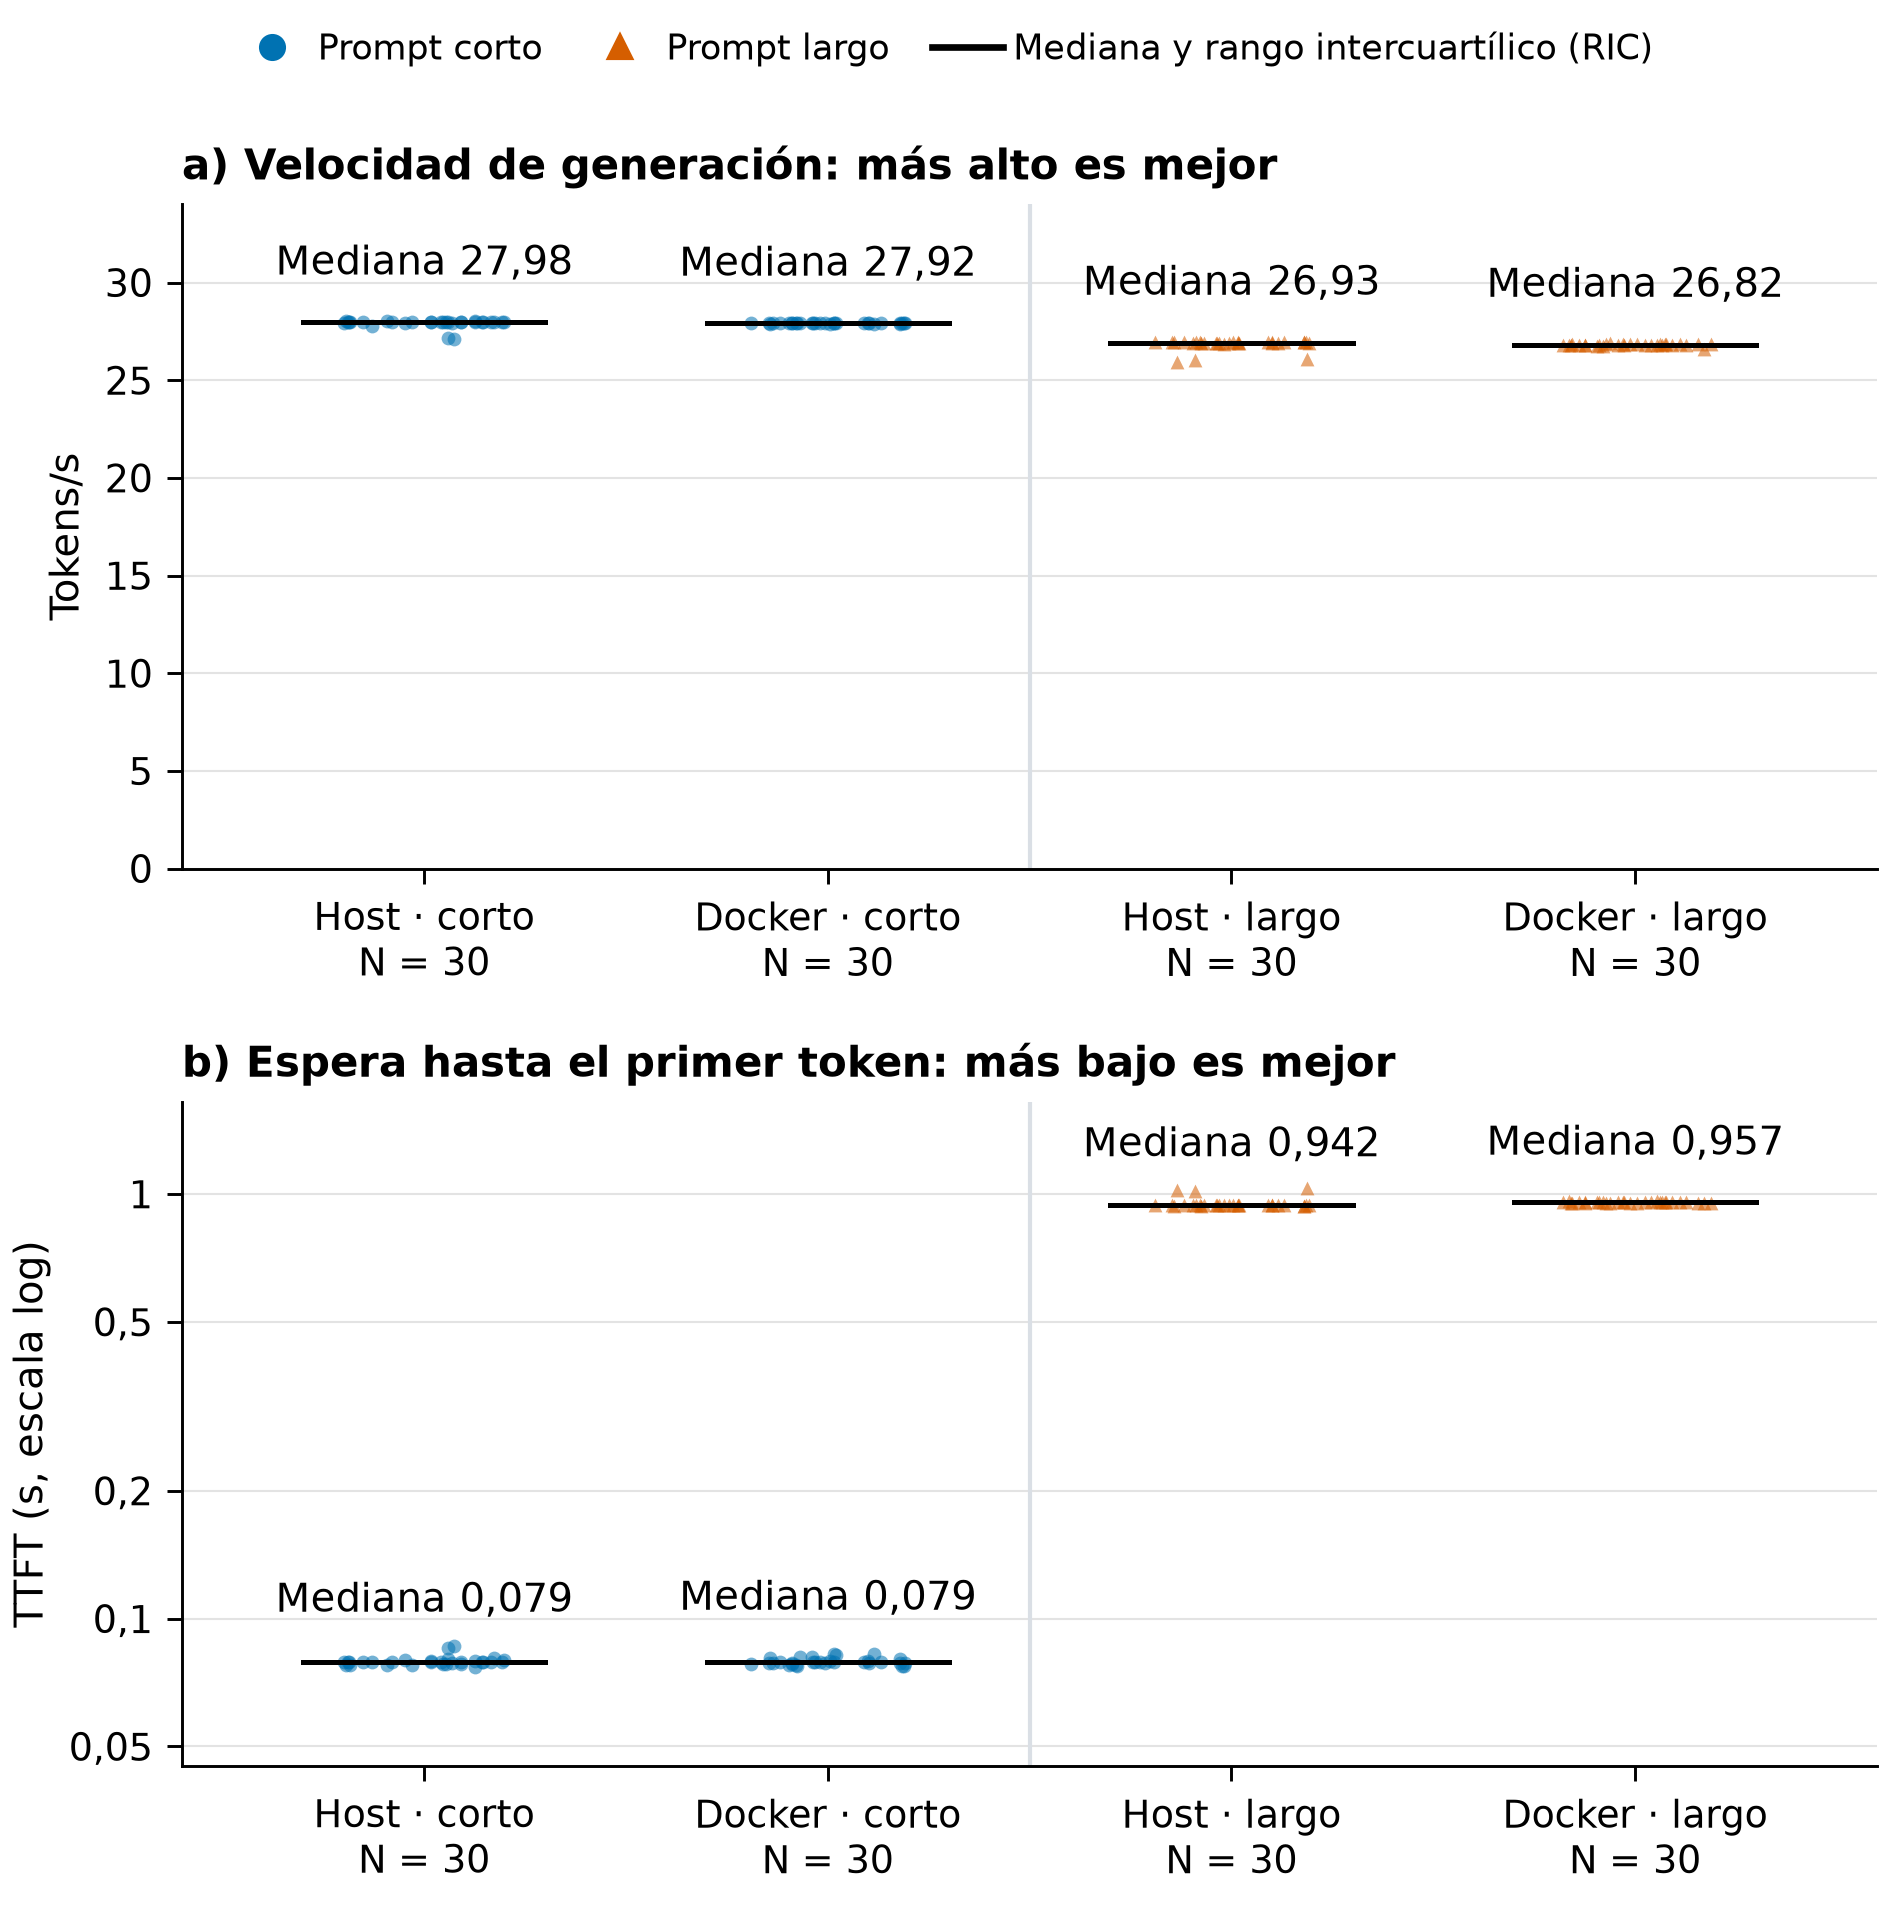 Prompt corto Prompt largo Mediana y rango intercuartílico (RIC)
a) Velocidad de generación: más alto es mejor
Mediana 27,98 Mediana 27,92 Mediana 26,93 Mediana 26,82
Tokens/s
30
25
20
15
10
5
0
Host · corto Docker · corto Host · largo Docker · largo
N = 30 N = 30 N = 30 N = 30
b) Espera hasta el primer token: más bajo es mejor
Mediana 0,942 Mediana 0,957
Mediana 0,079 Mediana 0,079
TTFT (s, escala log)
1
0,5
0,2
0,1
0,05
Host · corto Docker · corto Host · largo Docker · largo
N = 30 N = 30 N = 30 N = 30